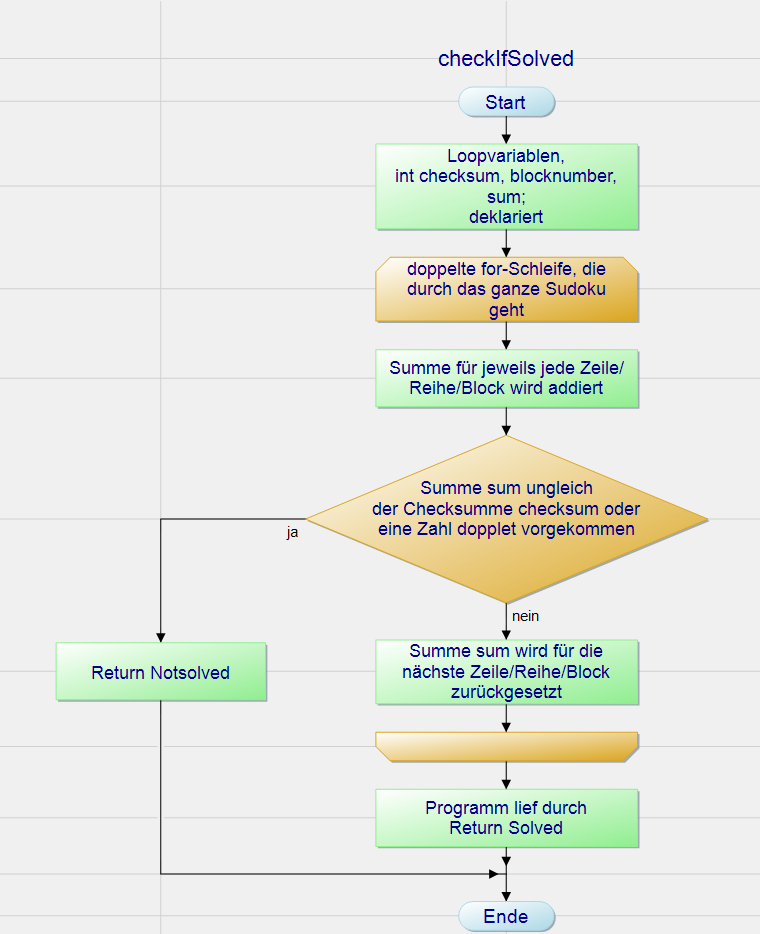 checkIfSolved
Start
Loopvariablen,
int checksum, blocknumber,
sum;
deklariert
doppelte for-Schleife, die
durch das ganze Sudoku
geht
Summe für jeweils jede Zeile/
Reihe/Block wird addiert
Summe sum ungleich
der Checksumme checksum oder
eine Zahl dopplet vorgekommen
ja
nein
Return Notsolved
Summe sum wird für die
nächste Zeile/Reihe/Block
zurückgesetzt
Programm lief durch
Return Solved
Ende